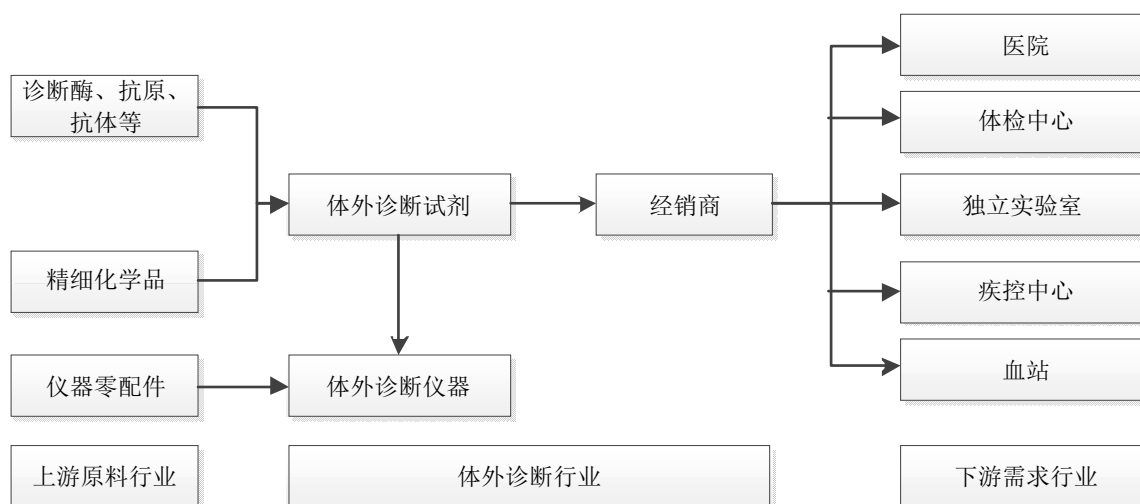 医院
诊断酶、抗原、
抗体等
体检中心
体外诊断试剂
经销商
独立实验室
精细化学品
疾控中心
仪器零配件
体外诊断仪器
血站
上游原料行业
体外诊断行业
下游需求行业